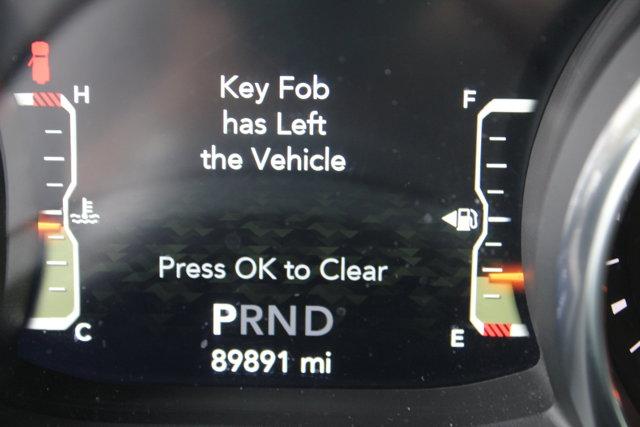 H
Key Fob
F
has Left
the Vehicle
Press OK to Clear
C
PRND
E
89891 mi